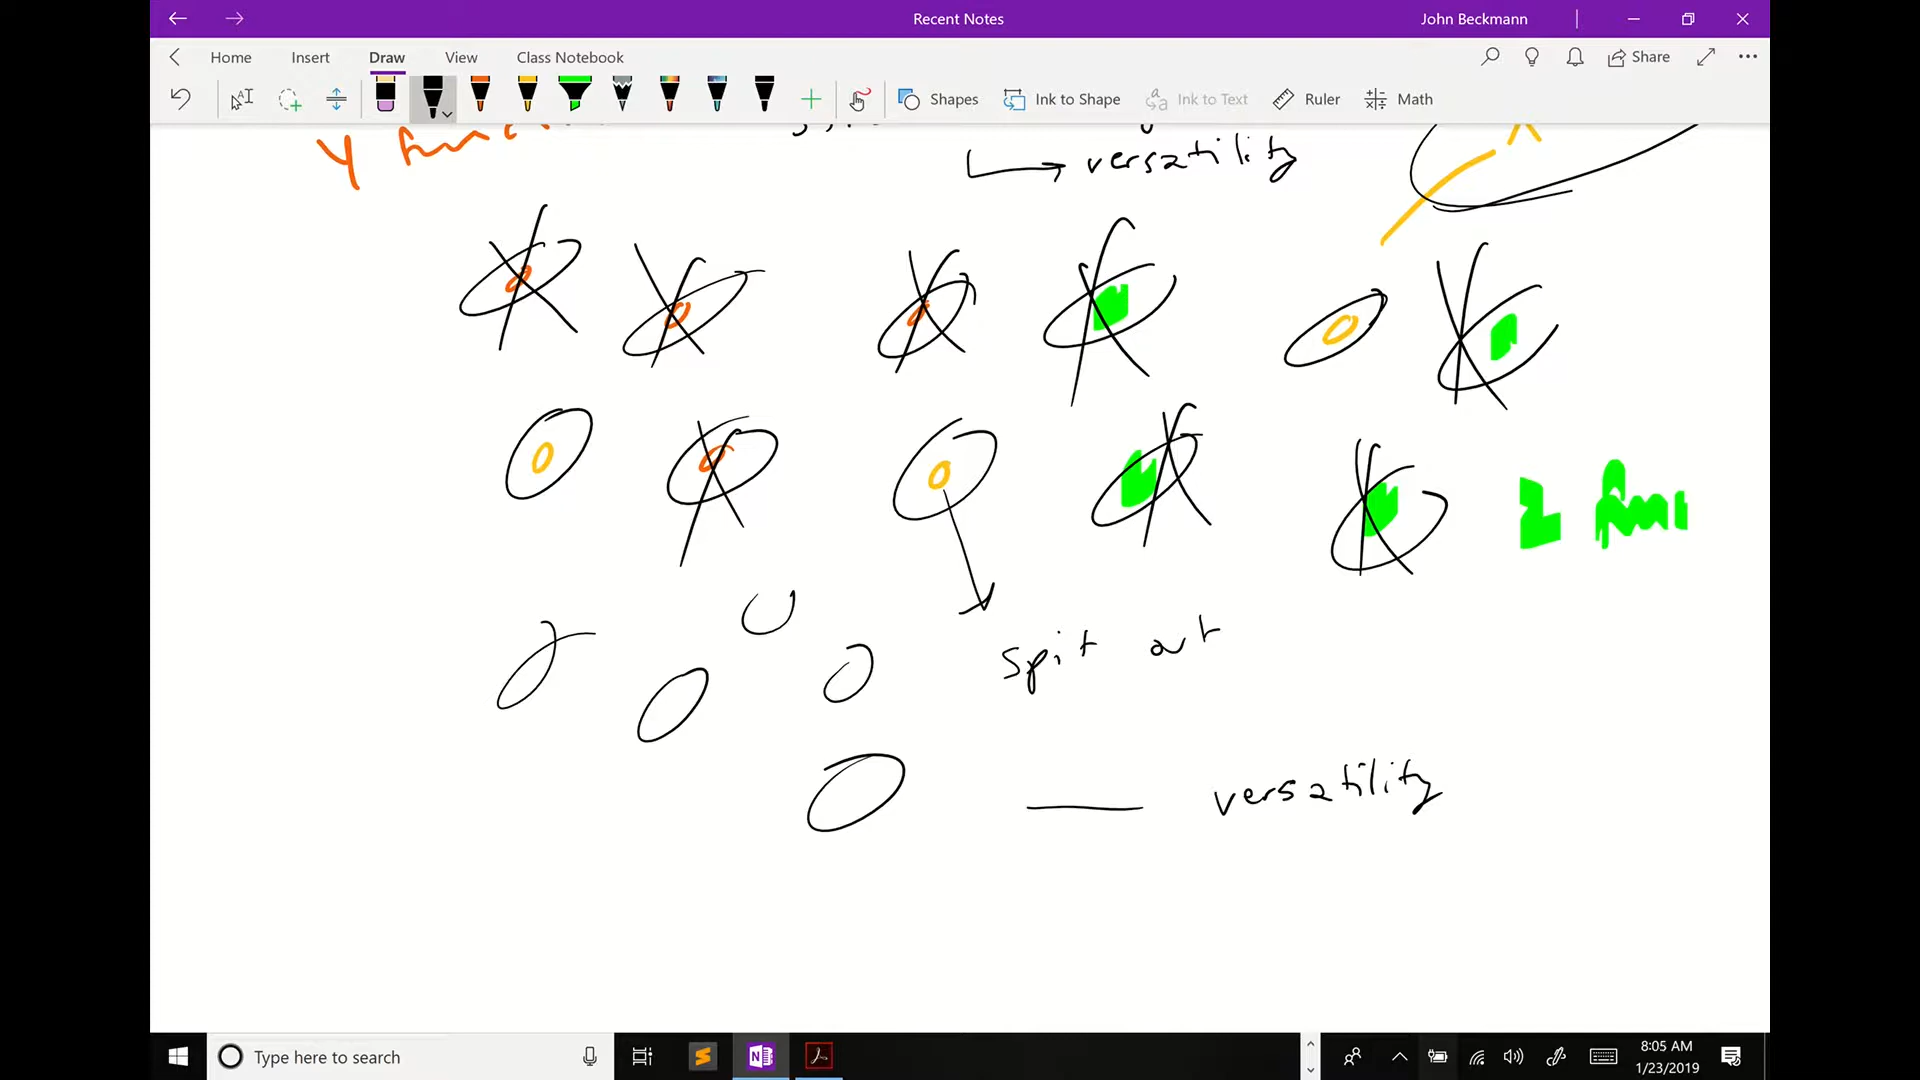 Recent Notes
John Beckmann
Home Insert Draw View Class Notebook
Share
Shapes Ink to Shape Ink to Text Ruler Math
Y
versatility
spit out
versatility
Type here to search
8:05 AM
1/23/2019